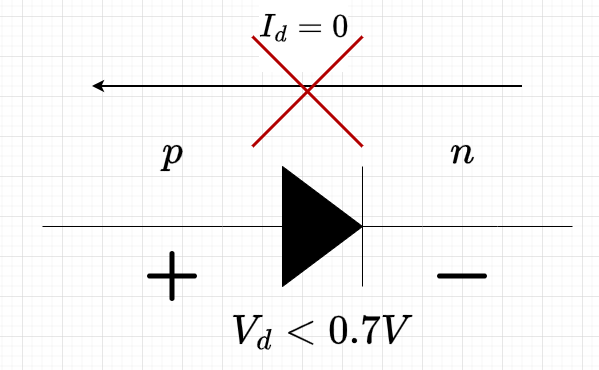 I_d = 0
p n
+ −
V_d < 0.7V